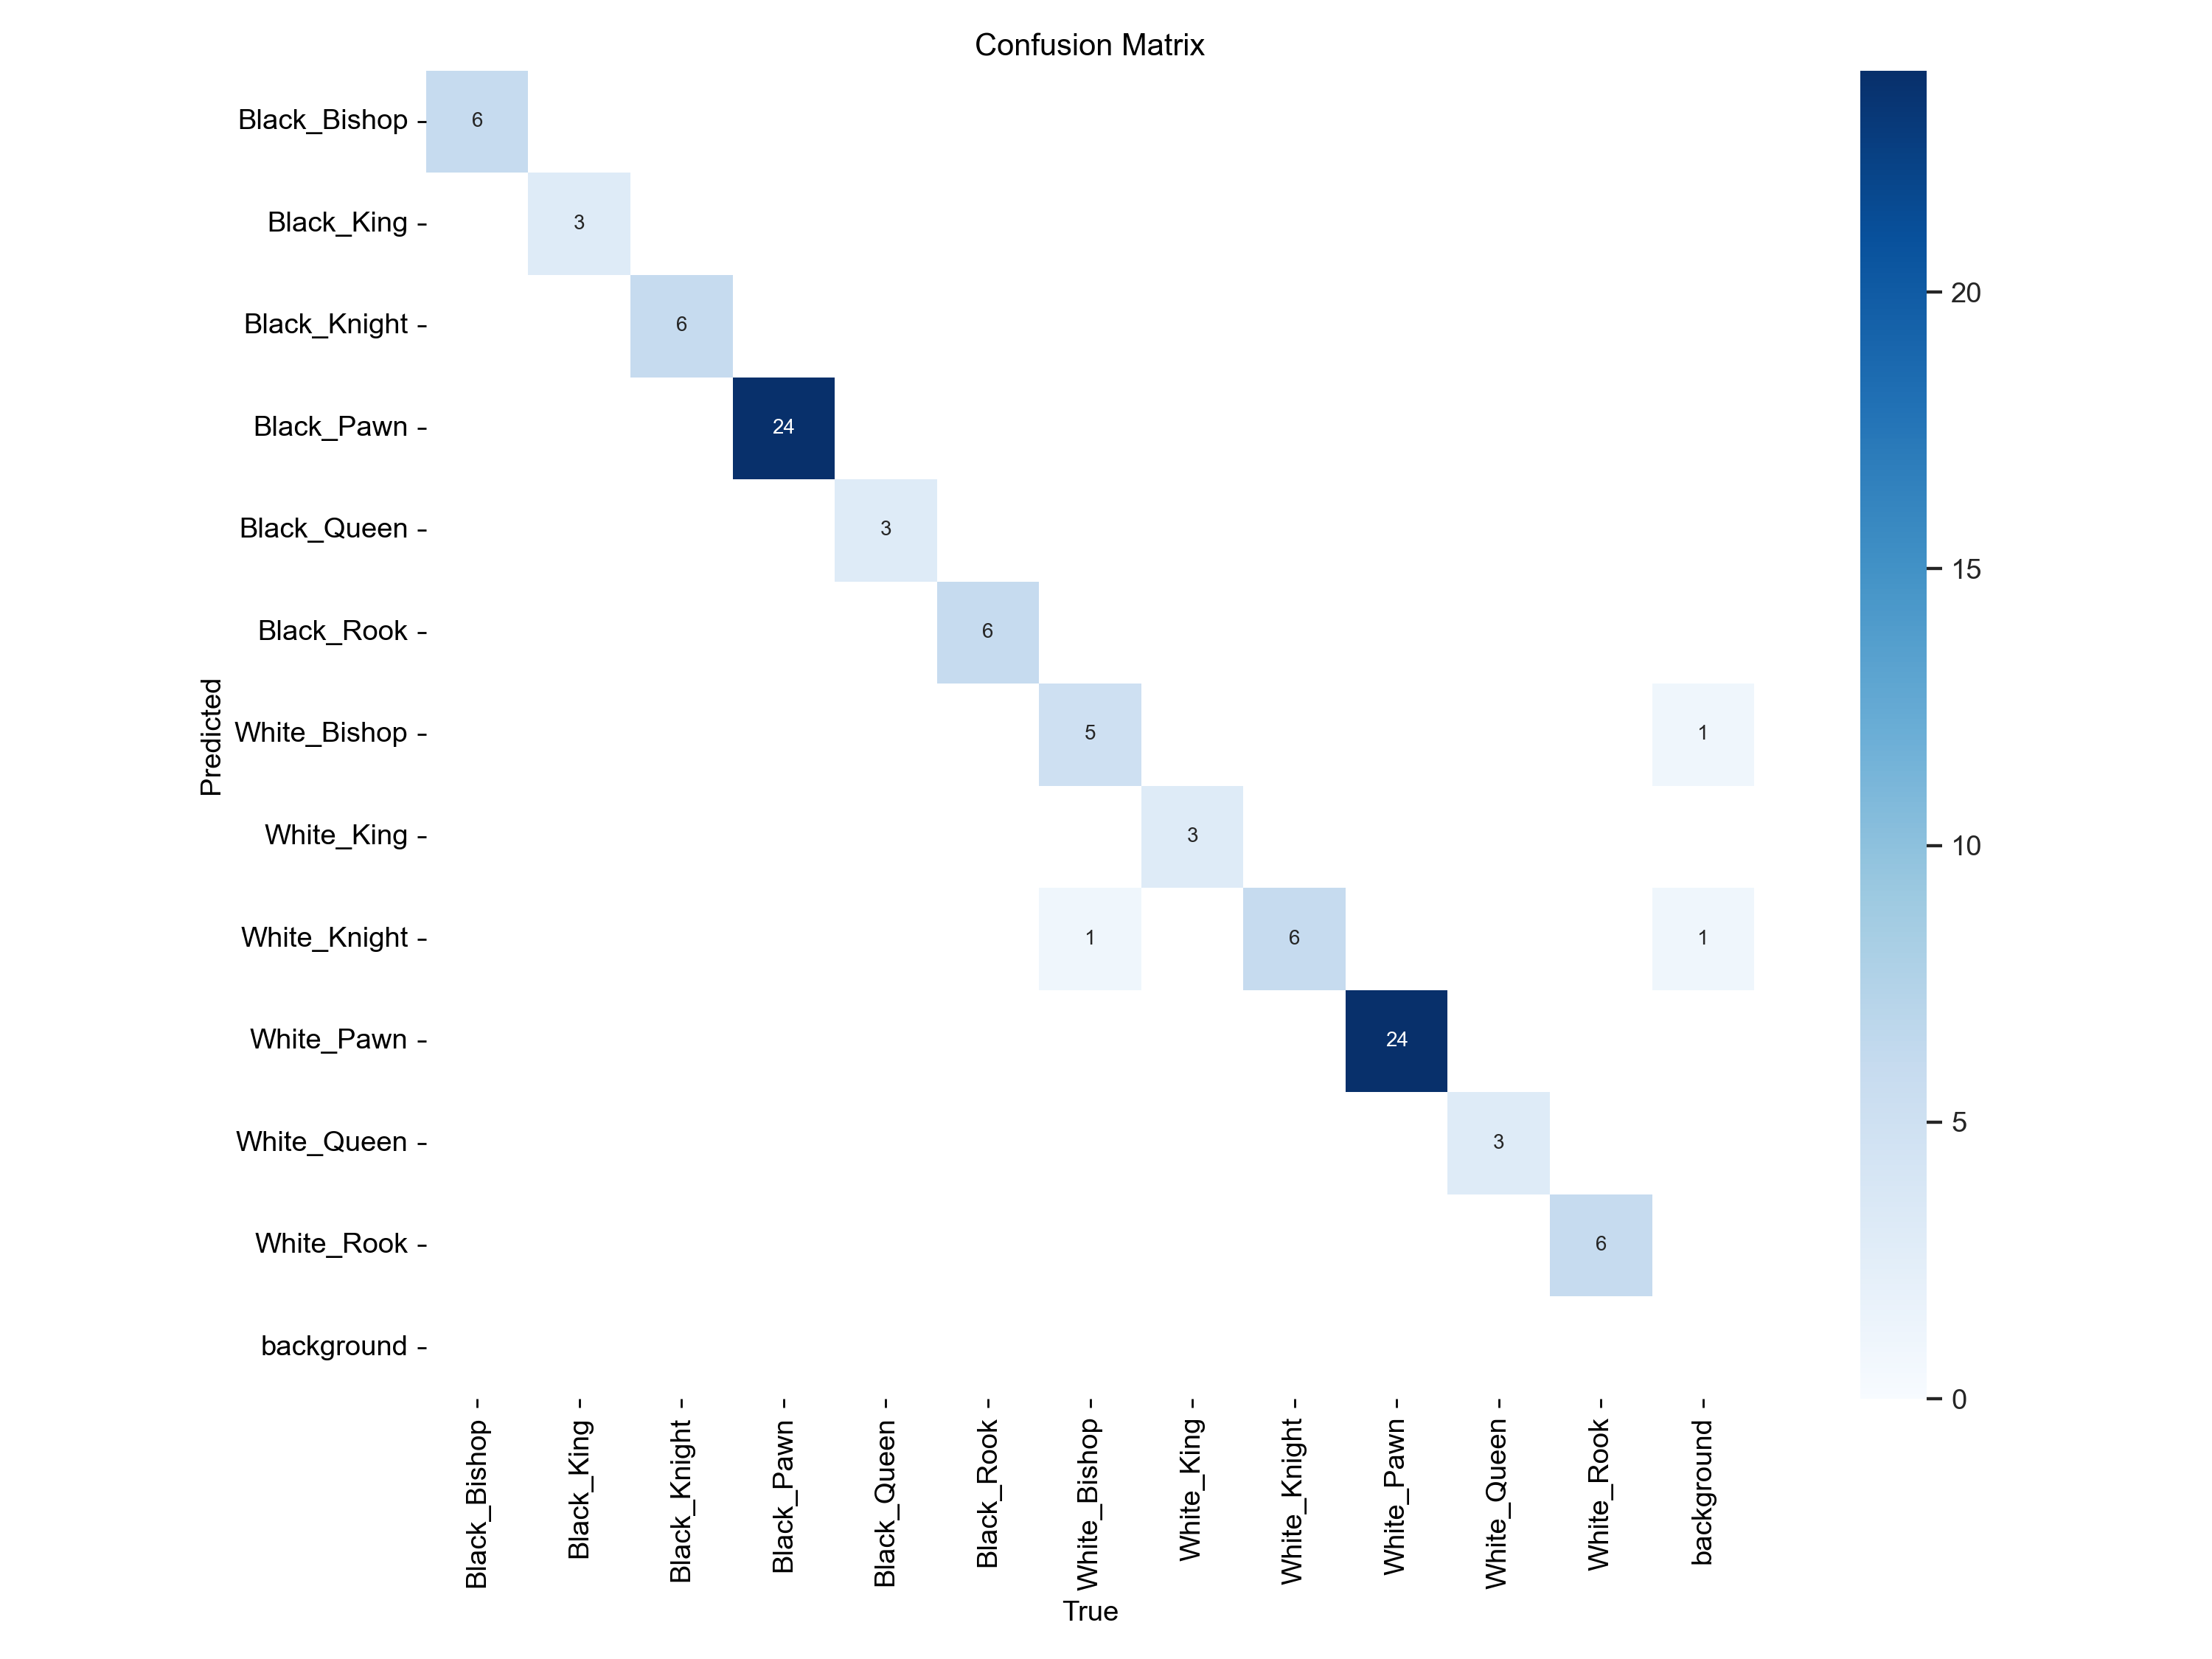 Confusion Matrix
Black_Bishop
6
Black_King
3
Black_Knight
6
20
Black_Pawn
24
Black_Queen
3
15
Black_Rook
6
Predicted
White_Bishop
5
1
White_King
3
10
White_Knight
1
6
1
White_Pawn
24
White_Queen
3
5
White_Rook
6
background
0
Black_Bishop
Black_King
Black_Knight
Black_Pawn
Black_Queen
Black_Rook
White_Bishop
White_King
White_Knight
White_Pawn
White_Queen
White_Rook
background
True